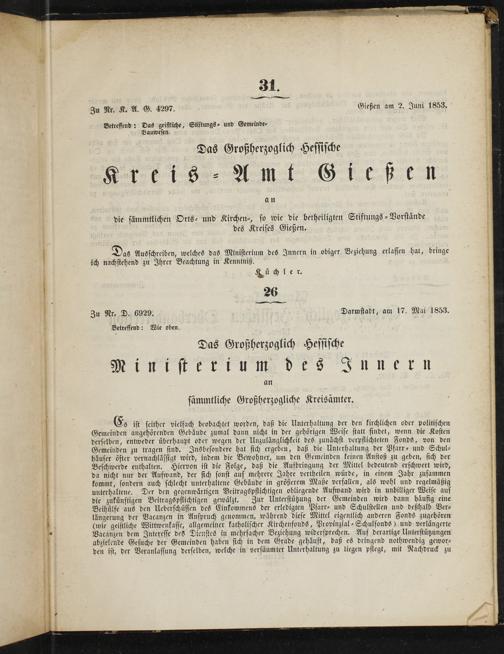 31.
Zu Nr. K. A. G. 4297.
Gießen am 2. Juni 1853.
Betreffend: Das geistliche, Stiftungs- und Gemeinde-
Bauwesen.
Das Großherzoglich Hessische
Kreis-Amt Gießen
an
die sämmtlichen Orts- und Kirchen-, so wie die betheiligten Stiftungs-Vorstände
des Kreises Gießen.
Das Ausschreiben, welches das Ministerium des Innern in obiger Beziehung erlassen hat, bringe
ich nachstehend zu Ihrer Beachtung in Kenntniß.
Küchler.
26
Zu Nr. D. 6929.
Darmstadt, am 17. Mai 1853.
Betreffend: Wie oben.
Das Großherzoglich Hessische
Ministerium des Innern
an
sämmtliche Großherzogliche Kreisämter.
Es ist seither vielfach beobachtet worden, daß die Unterhaltung der den kirchlichen oder politischen
Gemeinden angehörenden Gebäude zumal dann nicht in der gehörigen Weise statt findet, wenn die Kosten
derselben, entweder überhaupt oder wegen der Unzulänglichkeit des zunächst verpflichteten Fonds, von den
Gemeinden zu tragen sind. Insbesondere hat sich ergeben, daß die Unterhaltung der Pfarr- und Schul-
häuser öfter vernachlässigt wird, indem die Bewohner, um den Gemeinden keinen Anstoß zu geben, sich der
Beschwerde enthalten. Hiervon ist die Folge, daß die Aufbringung der Mittel bedeutend erschwert wird,
da nicht nur der Aufwand, der sich sonst auf mehrere Jahre vertheilen würde, in einem Jahr zusammen
kommt, sondern auch schlecht unterhaltene Gebäude in größerem Maße verfallen, als wohl und regelmäßig
unterhaltene. Der den gegenwärtigen Beitragspflichtigen obliegende Aufwand wird in unbilliger Weise auf
die zukünftigen Beitragspflichtigen gewälzt. Zur Unterstützung der Gemeinden wird dann häufig eine
Beihülfe aus den Ueberschüssen des Einkommens der erledigten Pfarr- und Schulstellen und deßhalb Ver-
längerung der Vacanzen in Anspruch genommen, während diese Mittel eigentlich andern Fonds zugehören
(wie geistliche Wittwenkasse, allgemeiner katholischer Kirchenfonds, Provinzial-Schulfonds) und verlängerte
Vacanzen dem Interesse des Dienstes in mehrfacher Beziehung widersprechen. Auf derartige Unterstützungen
abzielende Gesuche der Gemeinden haben sich in dem Grade gehäuft, daß es dringend nothwendig gewor-
den ist, der Veranlassung derselben, welche in versäumter Unterhaltung zu liegen pflegt, mit Nachdruck zu